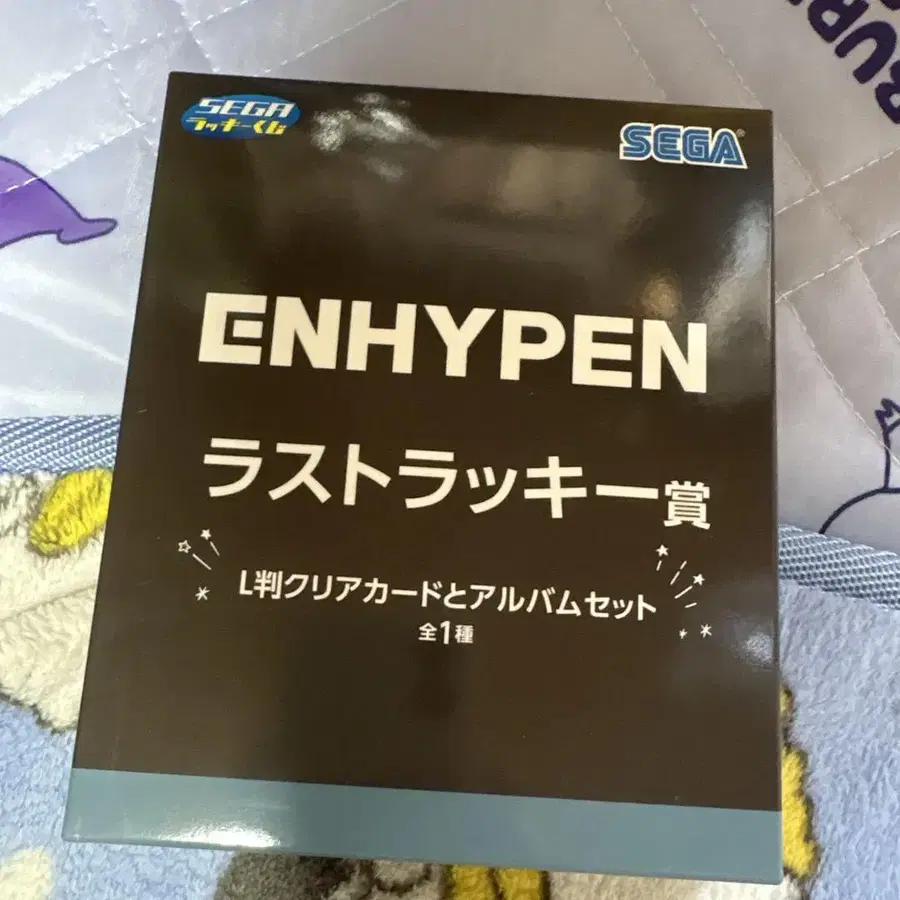 SEGA
ラッキーくじ
SEGA
ENHYPEN
ラストラッキー賞
L判クリアカードとアルバムセット
全1種